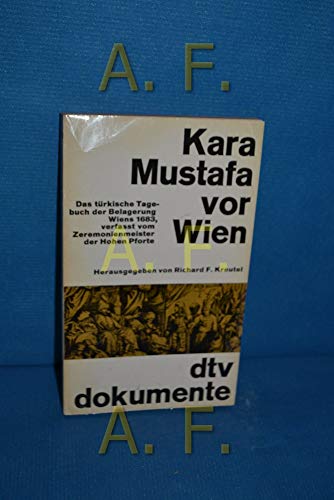 A. F.
Kara
Mustafa
vor
Wien
Das türkische Tage-
buch der Belagerung
Wiens 1683,
verfasst vom
Zeremonienmeister
der Hohen Pforte
A. F.
Herausgegeben von Richard F. Kreutel
A. F.
dtv
dokumente
A. F.